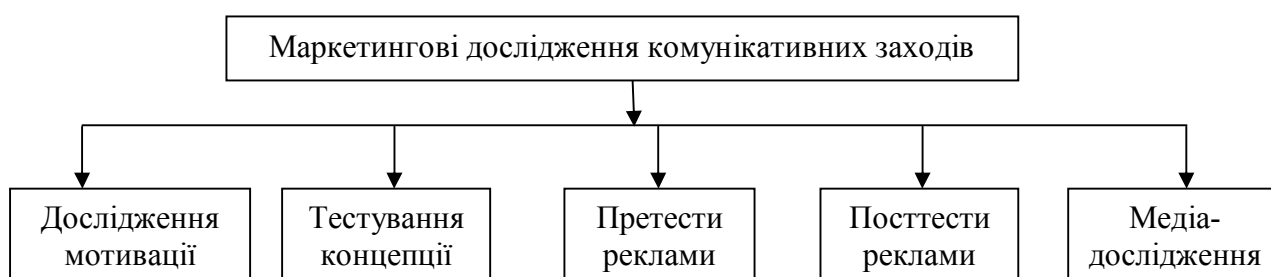 Маркетингові дослідження комунікативних заходів
Дослідження
мотивації
Тестування
концепції
Претести
реклами
Посттести
реклами
Медіа-
дослідження